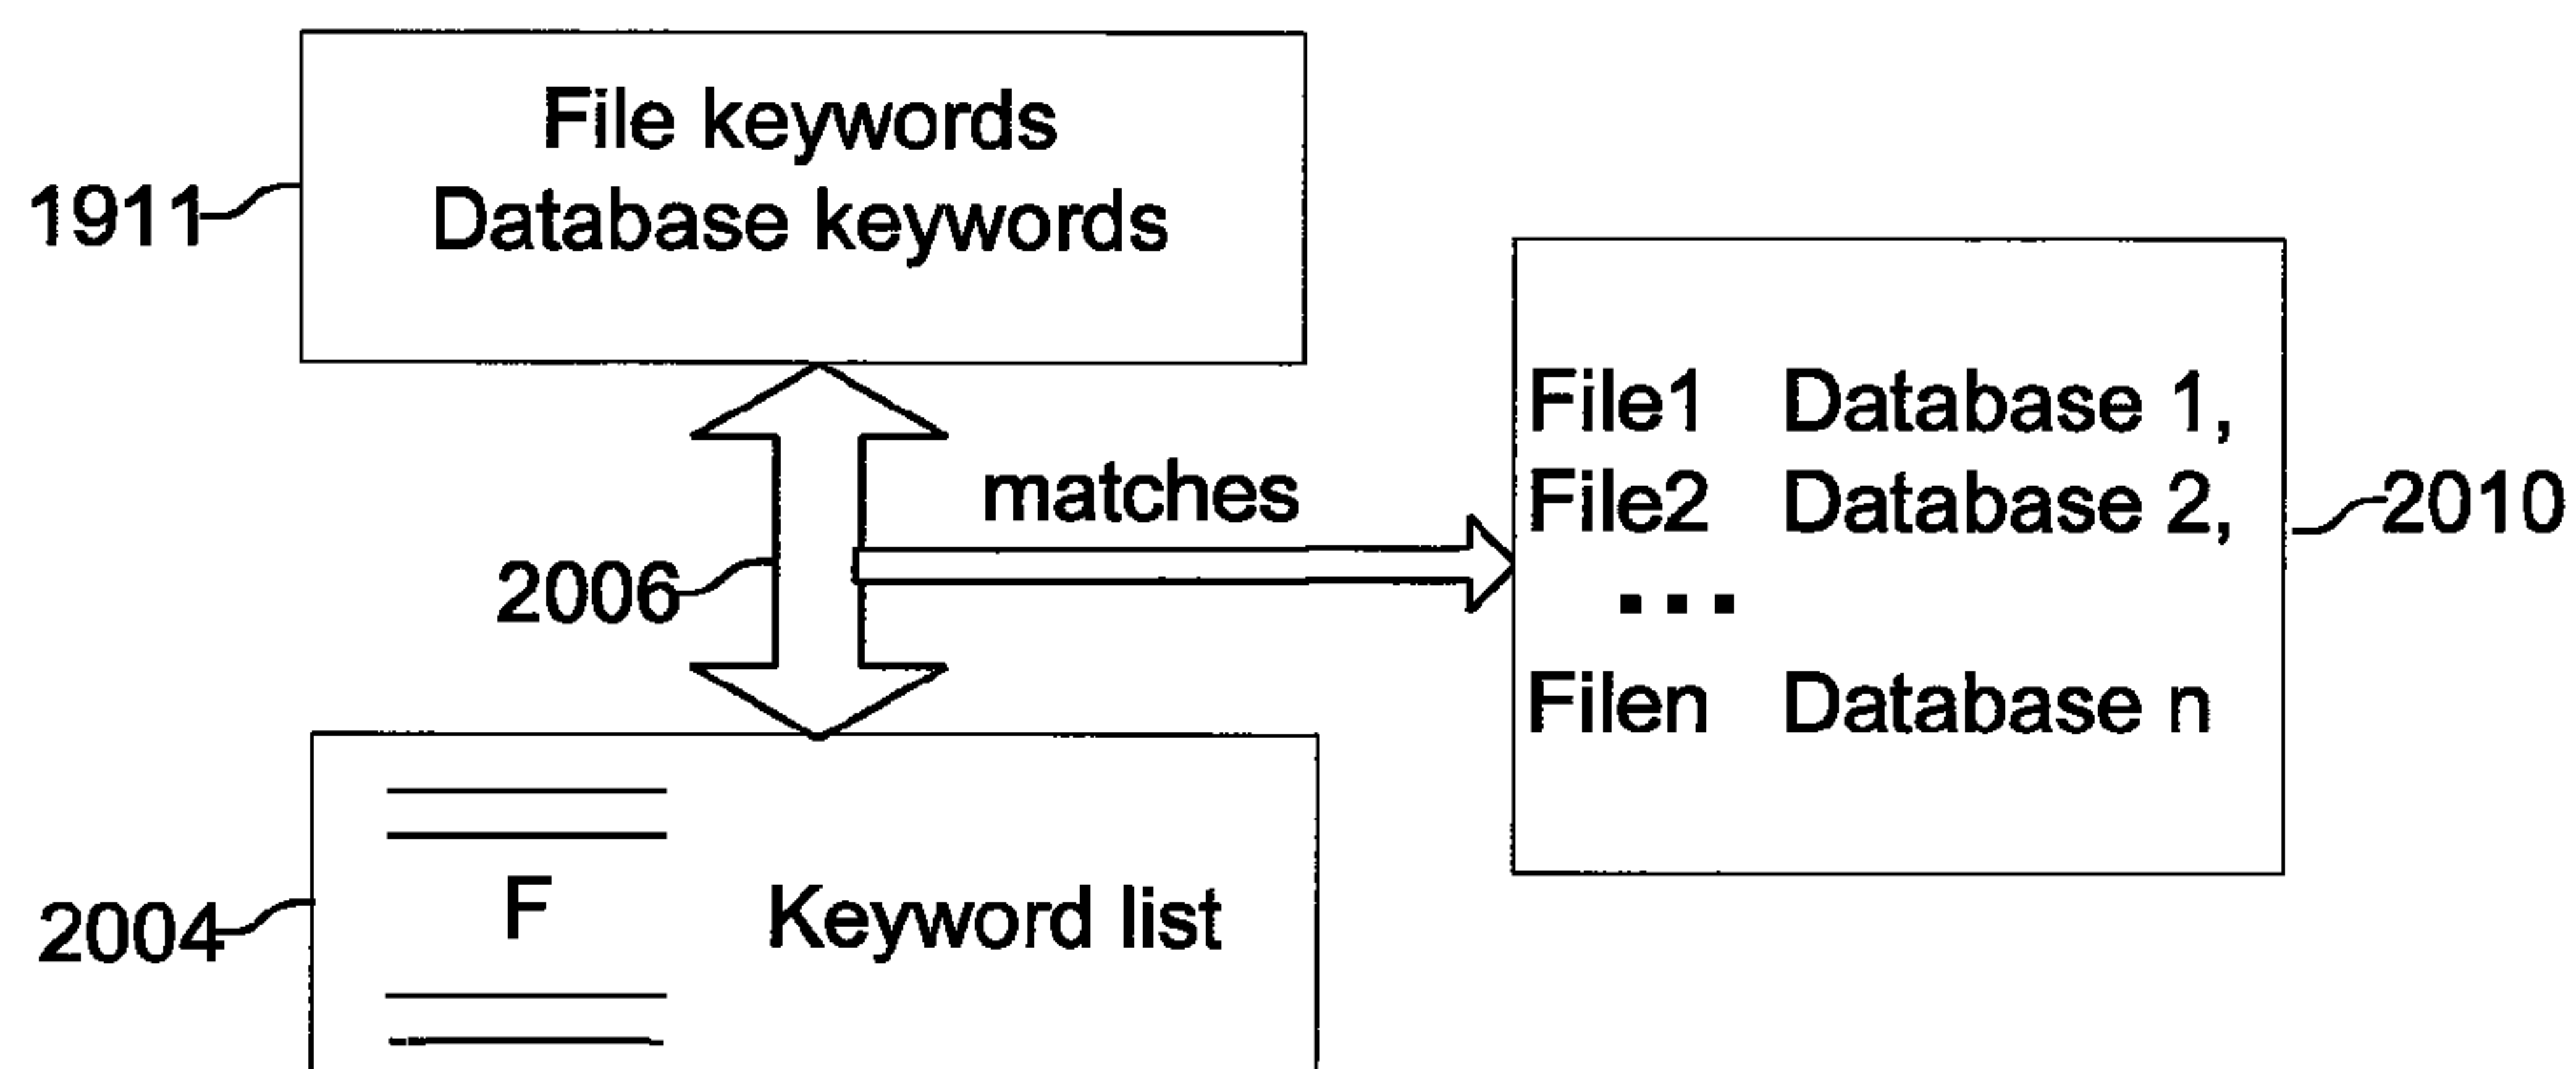 File keywords
Database keywords
1911
File1 Database 1,
matches
File2 Database 2,
2010
2006
...
Filen Database n
F
Keyword list
2004